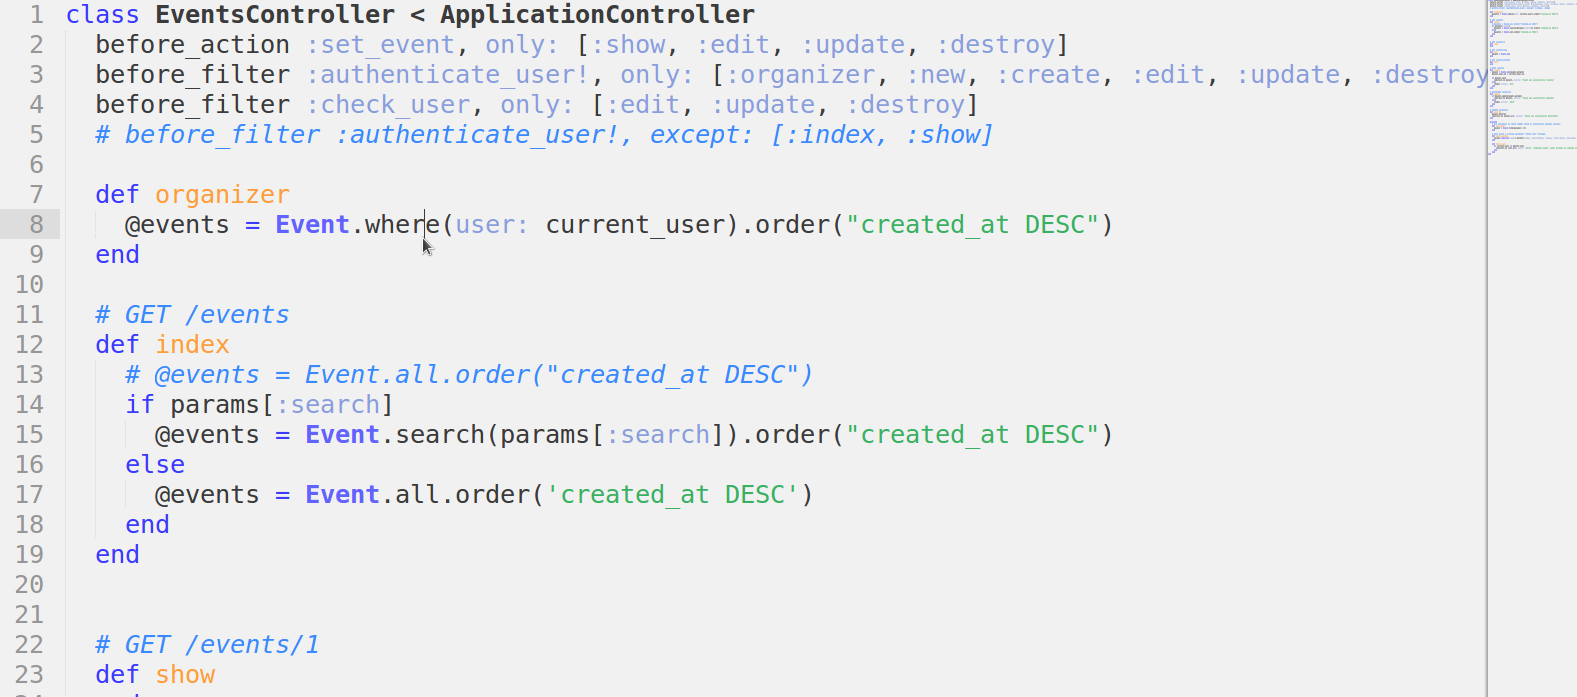 1 class EventsController < ApplicationController
2   before_action :set_event, only: [:show, :edit, :update, :destroy]
3   before_filter :authenticate_user!, only: [:organizer, :new, :create, :edit, :update, :destroy
4   before_filter :check_user, only: [:edit, :update, :destroy]
5   # before_filter :authenticate_user!, except: [:index, :show]
6
7   def organizer
8     @events = Event.where(user: current_user).order("created_at DESC")
9   end
10
11   # GET /events
12   def index
13     # @events = Event.all.order("created_at DESC")
14     if params[:search]
15       @events = Event.search(params[:search]).order("created_at DESC")
16     else
17       @events = Event.all.order('created_at DESC')
18     end
19   end
20
21
22   # GET /events/1
23   def show